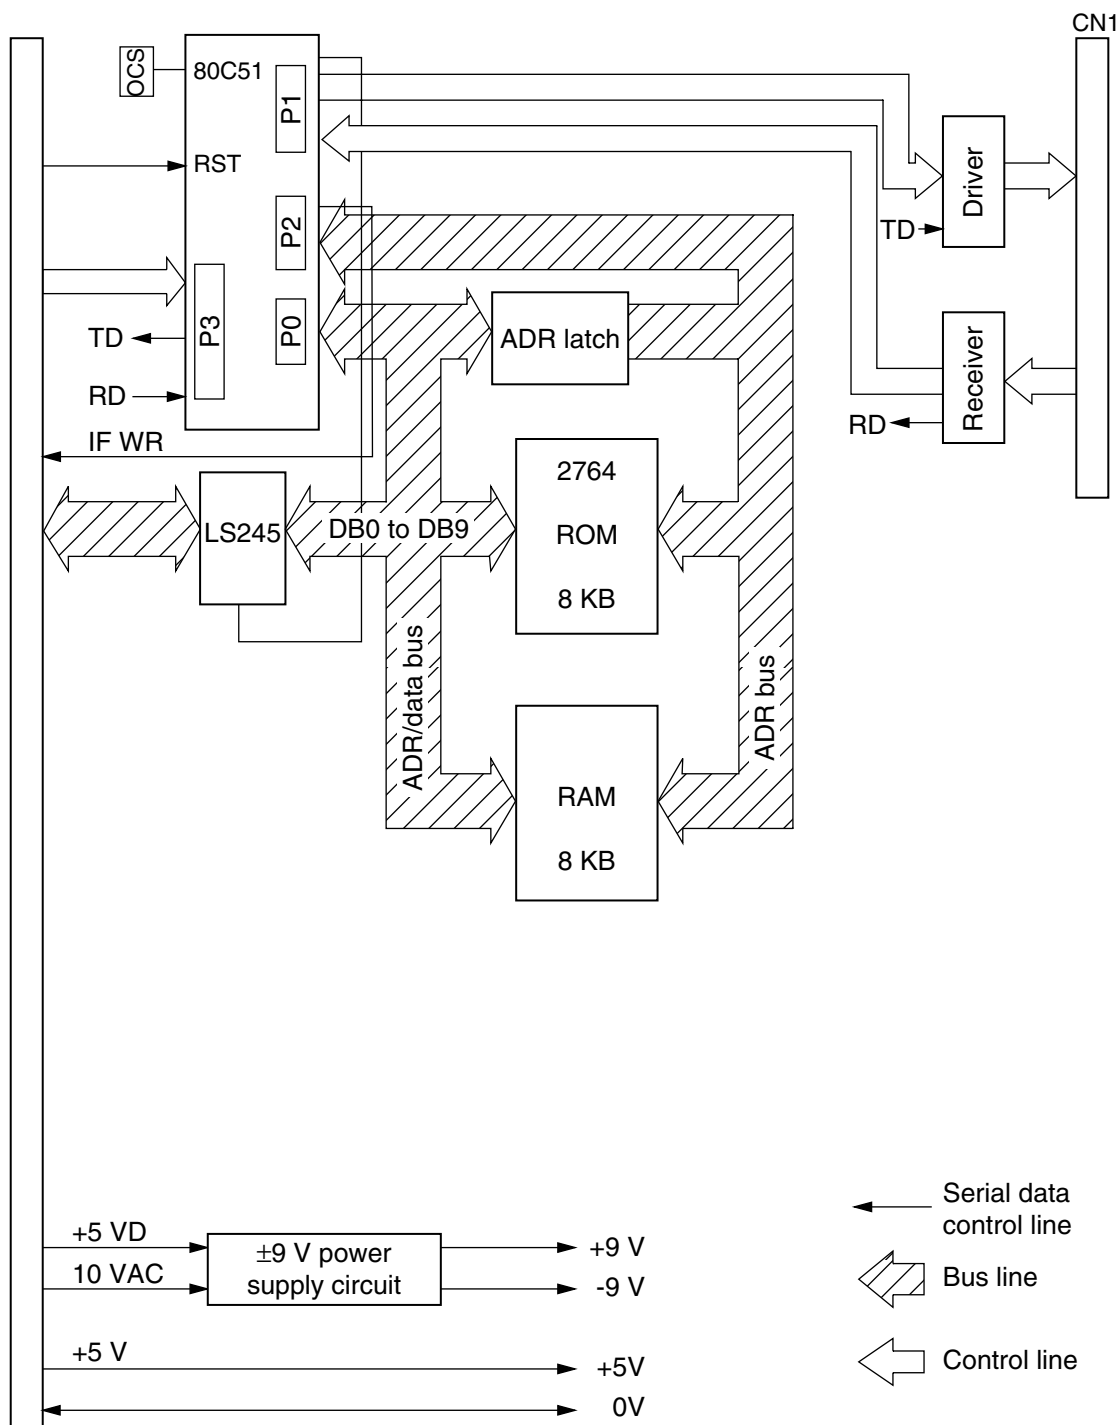 CN1
OCS
80C51
P1
RST
P2
Driver
TD
P3
P0
ADR latch
TD
Receiver
RD
RD
IF WR
2764
LS245
DB0 to DB9
ROM
8 KB
ADR/data bus
ADR bus
RAM
8 KB
Serial data
control line
+5 VD
±9 V power
supply circuit
+9 V
10 VAC
-9 V
Bus line
+5 V
+5V
Control line
0V